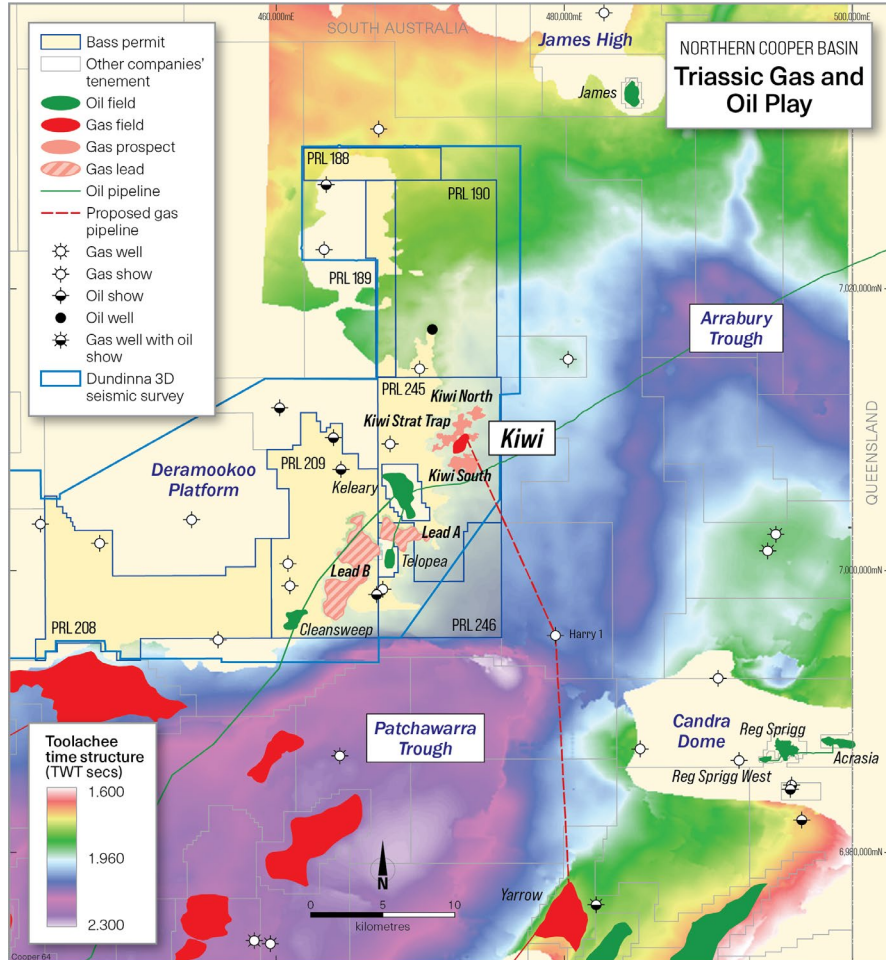 460,000mE
480,000mE
500,000mE
SOUTH AUSTRALIA
James High
NORTHERN COOPER BASIN
Triassic Gas and
Oil Play
Bass permit
Other companies'
tenement
Oil field
Gas field
Gas prospect
Gas lead
Oil pipeline
Proposed gas
pipeline
Gas well
Gas show
Oil show
Oil well
Gas well with oil
show
Dundinna 3D
seismic survey
James
PRL 188
PRL 190
PRL 189
7,020,000mN
Arrabury
Trough
PRL 245
Kiwi North
Kiwi Strat Trap
Kiwi
QUEENSLAND
Deramookoo
Platform
PRL 209
Keleary
Kiwi South
Lead A
Telopea
Lead B
7,000,000mN
Cleansweep
PRL 208
PRL 246
Harry 1
Patchawarra
Trough
Candra
Dome
Reg Sprigg
Acrasia
Reg Sprigg West
Toolachee
time structure
(TWT secs)
1.600
1.960
2.300
6,980,000mN
N
0
5
10
kilometres
Yarrow
Cooper 64